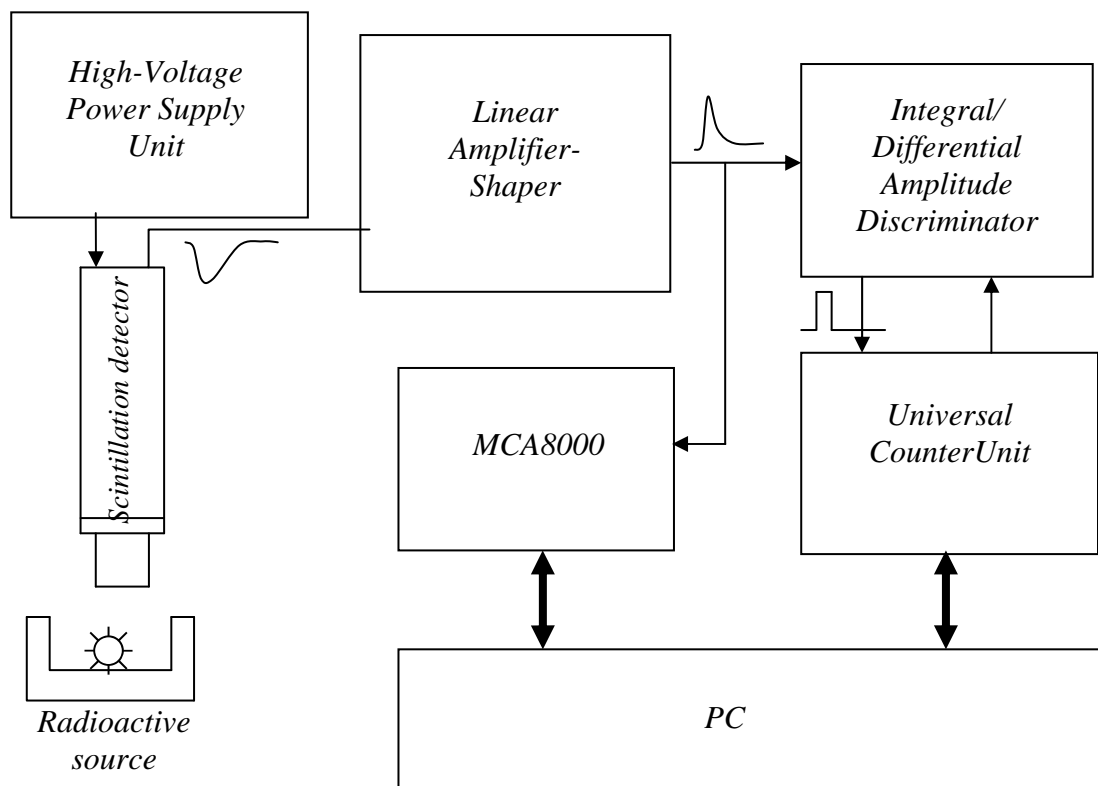 High-Voltage
Power Supply
Unit
Linear
Amplifier-
Shaper
Integral/
Differential
Amplitude
Discriminator
Scintillation detector
MCA8000
Universal
CounterUnit
Radioactive
source
PC